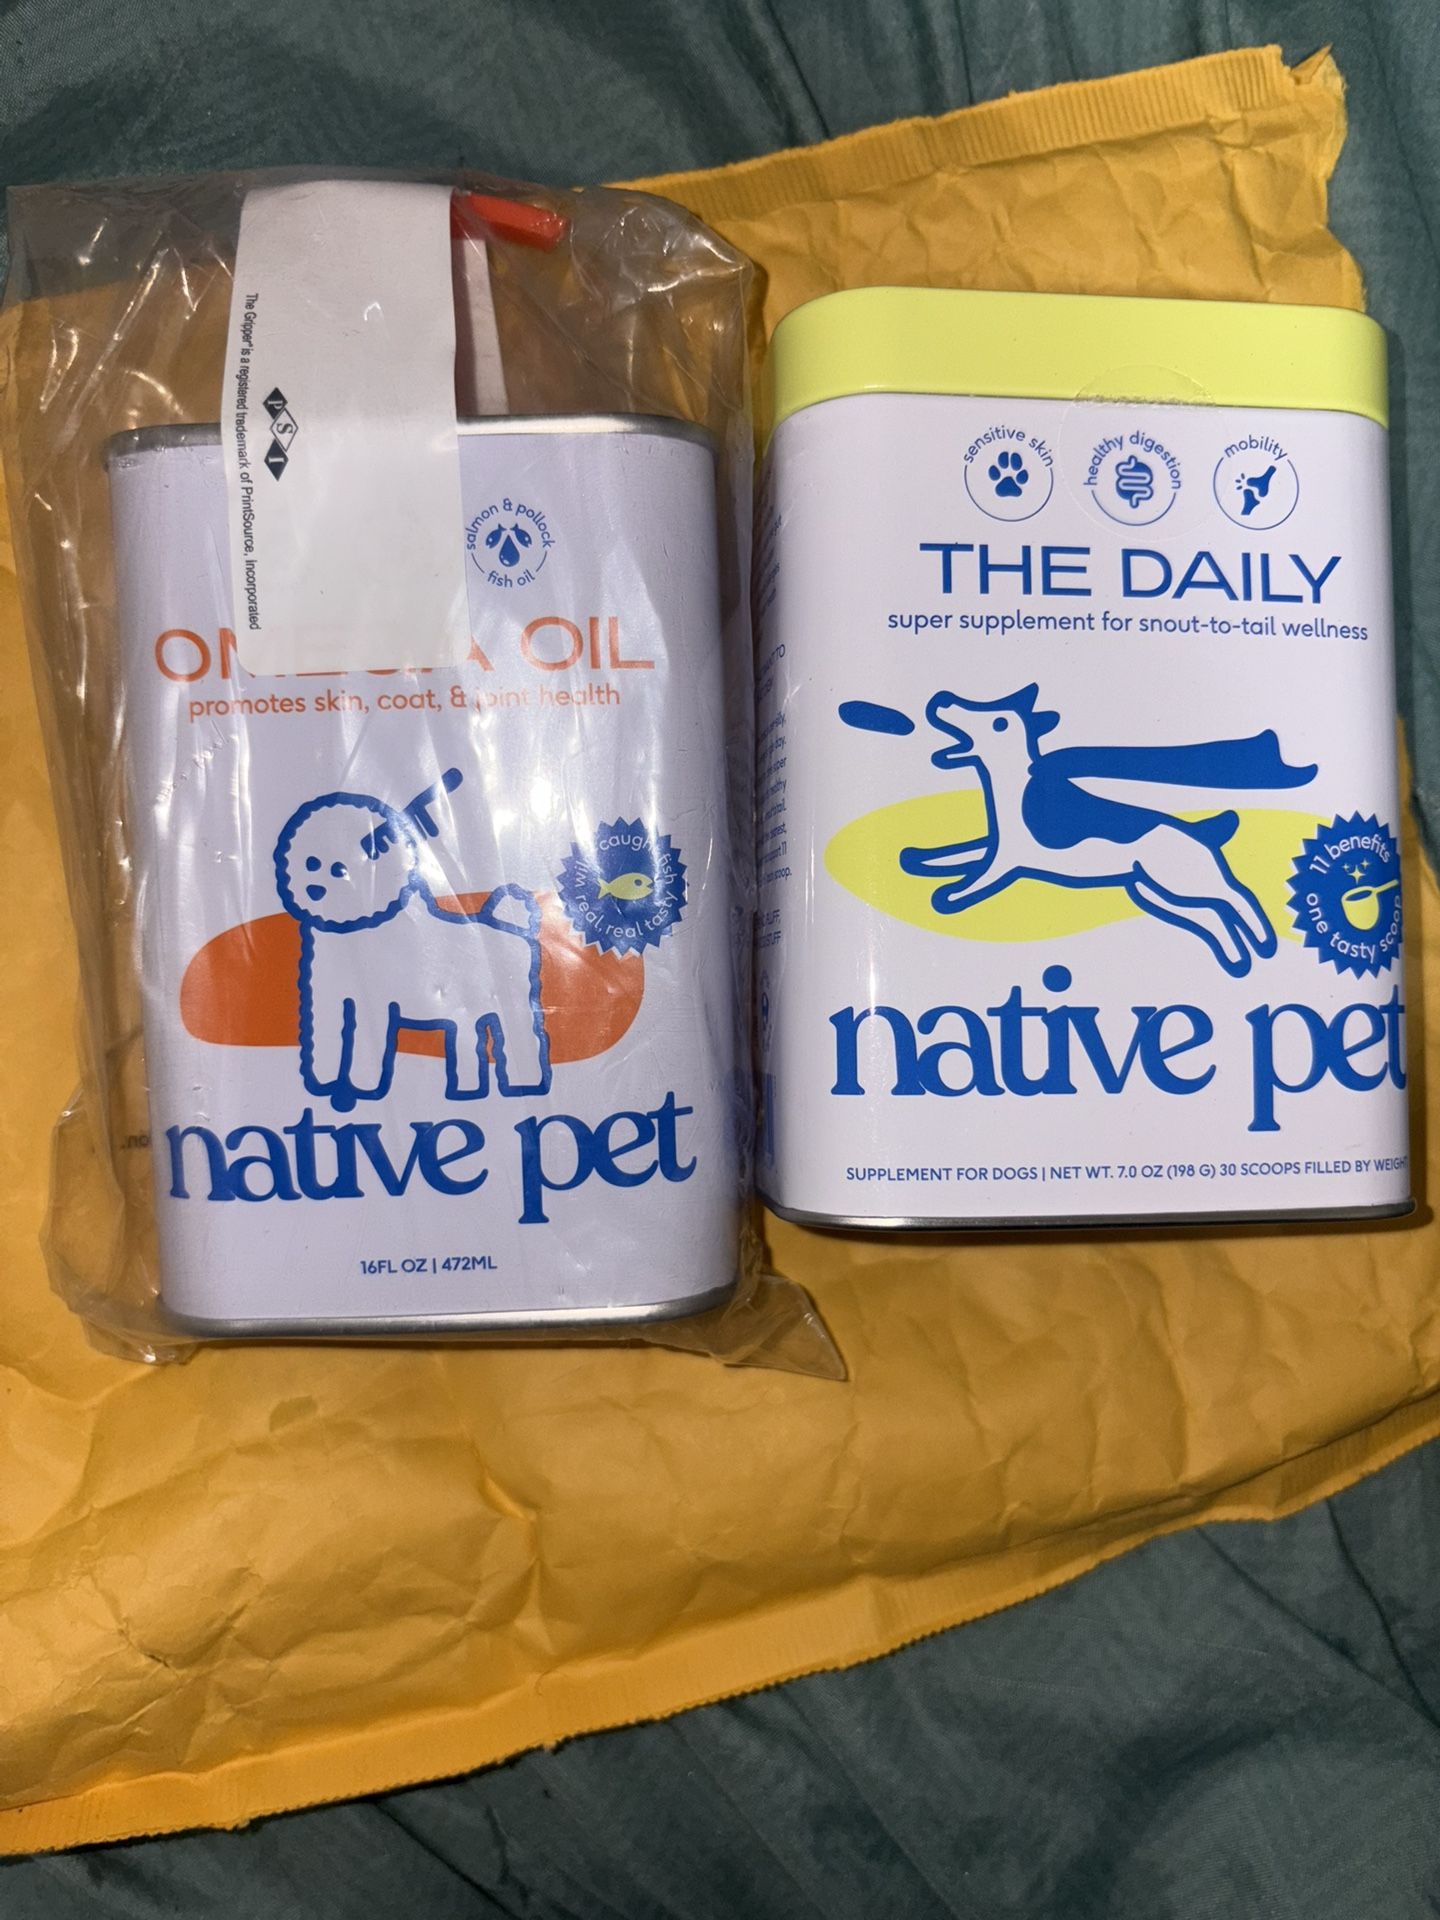 The Gripper® is a registered trademark of PrintSource, Incorporated
PSI
salmon & pollock
fish oil
OMEGA OIL
promotes skin, coat, & joint health
wild caught fish
real, real tasty
native pet
16FL OZ | 472ML
sensitive skin
healthy digestion
mobility
THE DAILY
super supplement for snout-to-tail wellness
11 benefits
one tasty scoop
native pet
SUPPLEMENT FOR DOGS | NET WT. 7.0 OZ (198 G) 30 SCOOPS FILLED BY WEIGHT